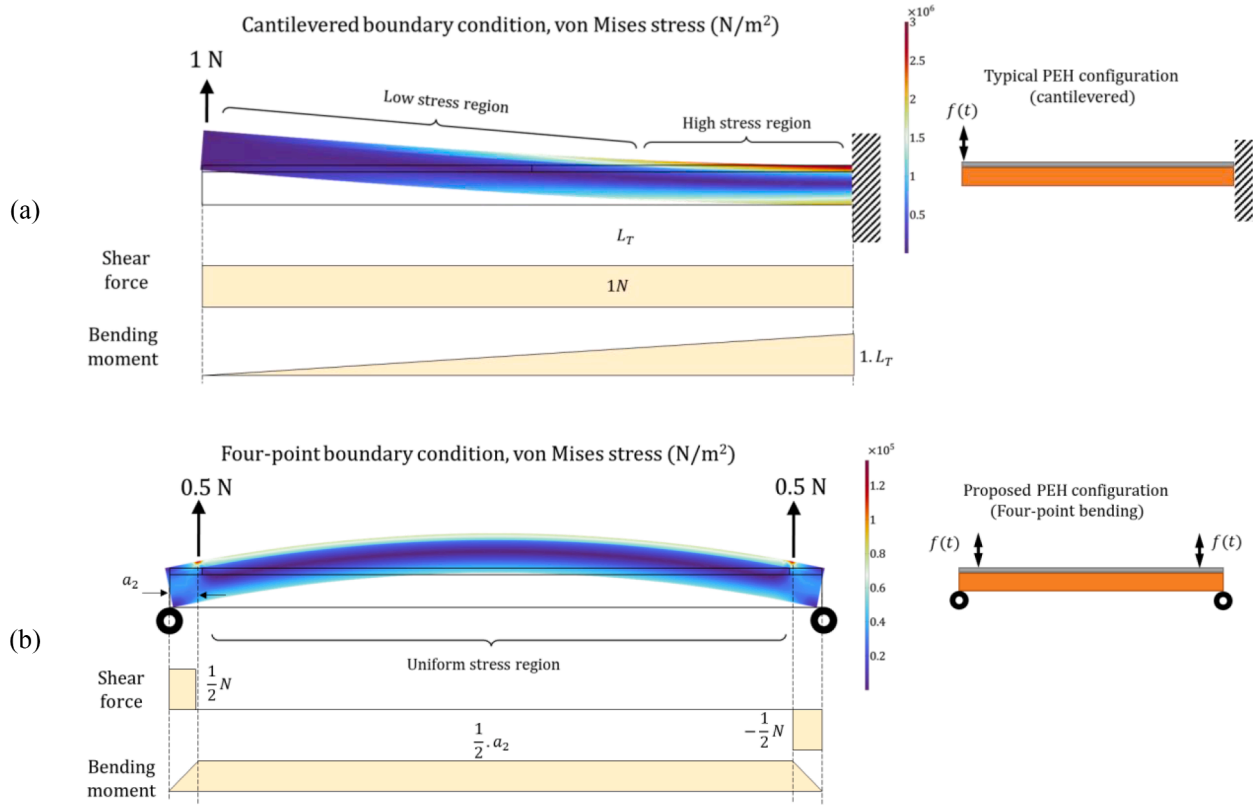 Cantilevered boundary condition, von Mises stress (N/m²)
1 N
Low stress region
High stress region
×10⁶
3
2.5
2
1.5
1
0.5
Typical PEH configuration
(cantilevered)
f(t)
(a)
L_T
Shear
force
1N
Bending
moment
1. L_T
Four-point boundary condition, von Mises stress (N/m²)
0.5 N
0.5 N
×10⁵
1.2
1
0.8
0.6
0.4
0.2
Proposed PEH configuration
(Four-point bending)
f(t)
f(t)
a₂
(b)
Uniform stress region
Shear
force
1/2 N
−1/2 N
1/2 . a₂
Bending
moment